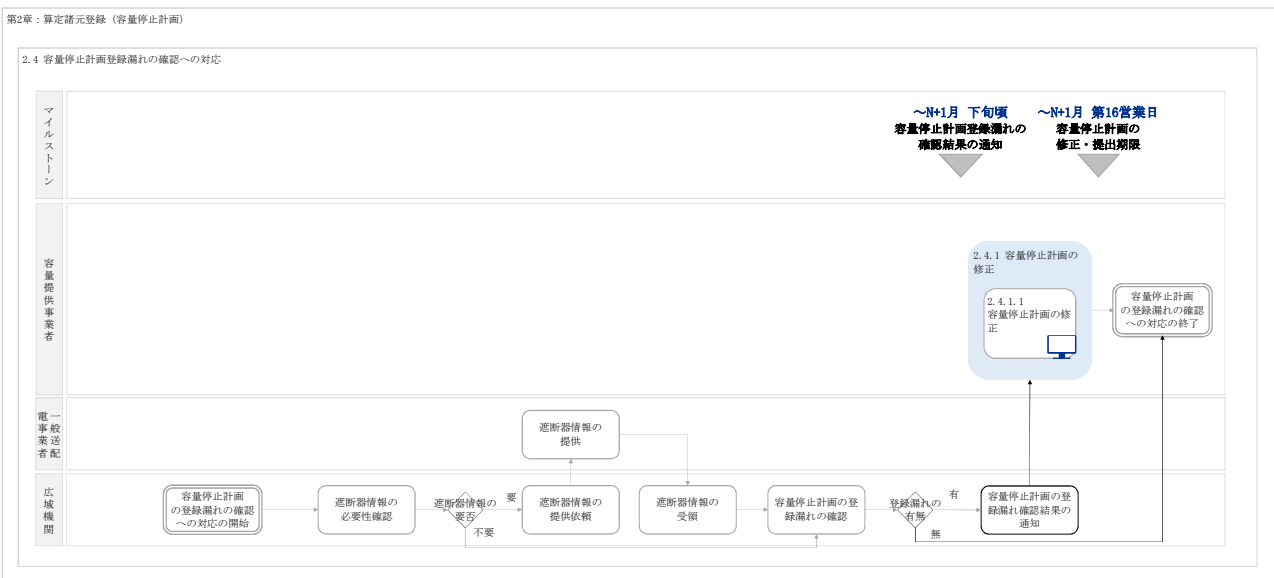 第2章：算定諸元登録（容量停止計画）
2.4 容量停止計画登録漏れの確認への対応
マイルストーン
～N+1月 下旬頃
容量停止計画登録漏れの
確認結果の通知
～N+1月 第16営業日
容量停止計画の
修正・提出期限
容量提供事業者
2.4.1 容量停止計画の
修正
2.4.1.1
容量停止計画の修
正
容量停止計画
の登録漏れの確認
への対応の終了
一般送配
電事業者
遮断器情報の
提供
広域機関
容量停止計画
の登録漏れの確認
への対応の開始
遮断器情報の
必要性確認
遮断器情報の
要否
要
不要
遮断器情報の
提供依頼
遮断器情報の
受領
容量停止計画の登
録漏れの確認
登録漏れの
有無
有
無
容量停止計画の登
録漏れ確認結果の
通知